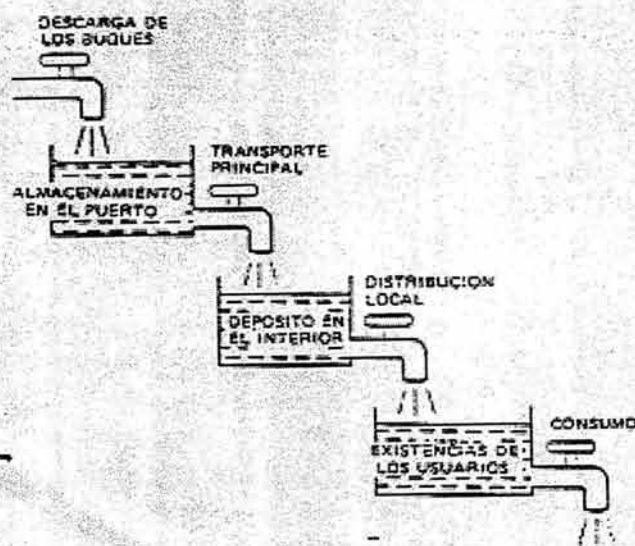 DESCARGA DE
LOS BUQUES
TRANSPORTE
PRINCIPAL
ALMACENAMIENTO
EN EL PUERTO
DISTRIBUCION
LOCAL
DEPOSITO EN
EL INTERIOR
CONSUMO
EXISTENCIAS DE
LOS USUARIOS